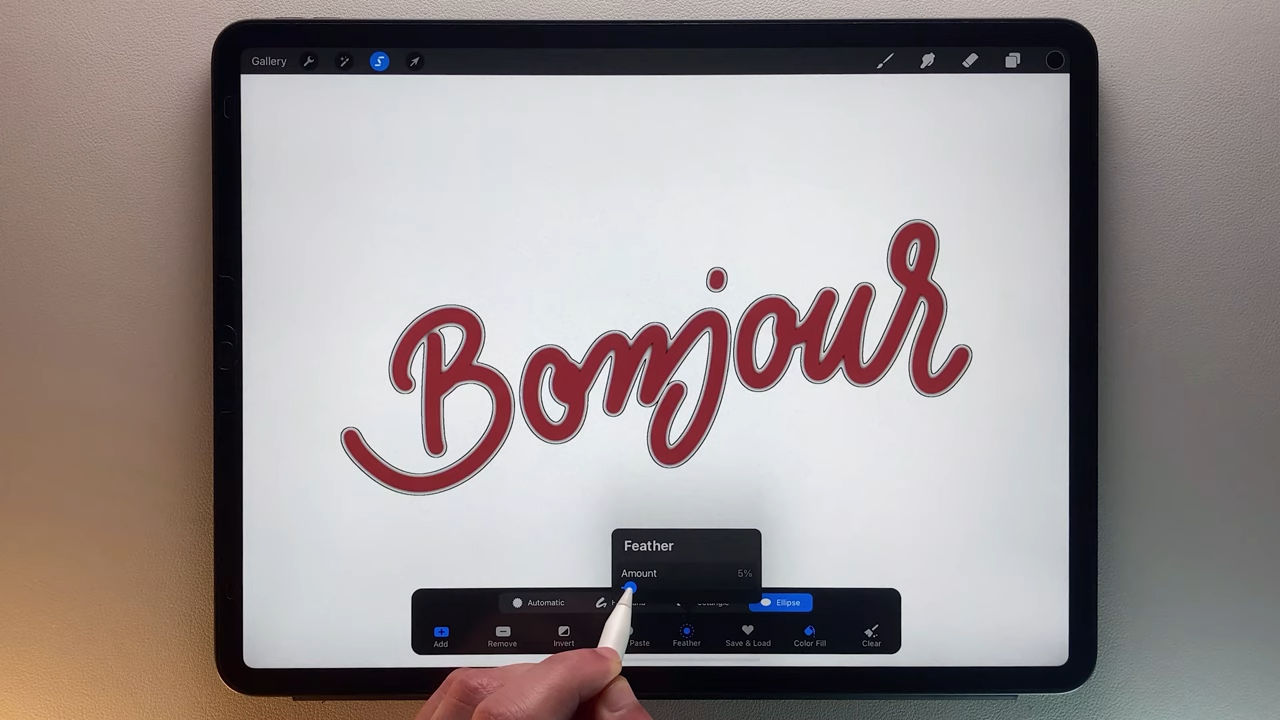 Gallery
Bonjour
Feather
Amount 5%
Automatic Ellipse
Add Remove Invert Paste Feather Save & Load Color Fill Clear